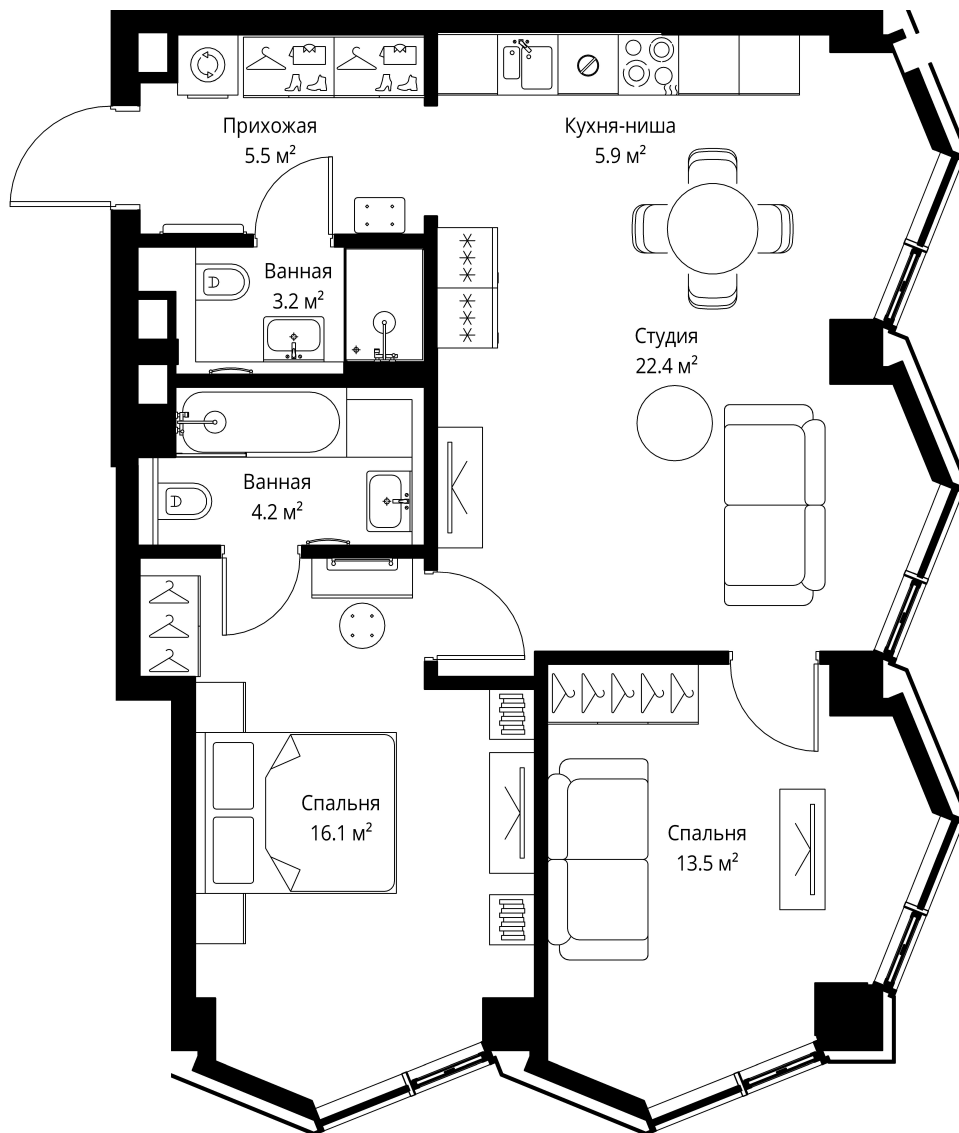 Прихожая
5.5 м²
Кухня-ниша
5.9 м²
Ванная
3.2 м²
Студия
22.4 м²
Ванная
4.2 м²
Спальня
16.1 м²
Спальня
13.5 м²